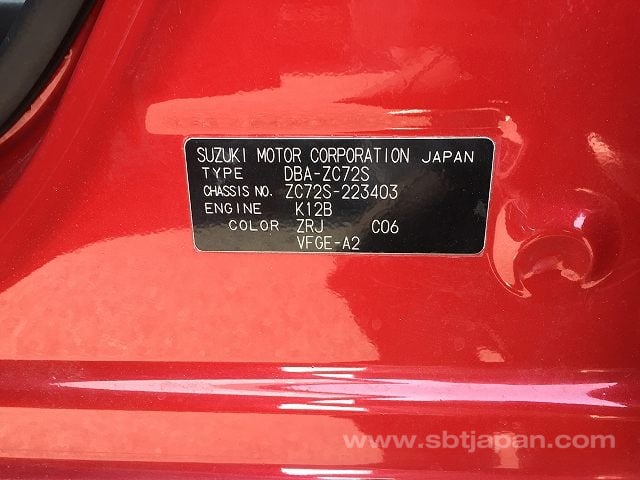 SUZUKI MOTOR CORPORATION JAPAN
TYPE DBA-ZC72S
CHASSIS NO. ZC72S-223403
ENGINE K12B
COLOR ZRJ C06
VFGE-A2
www.sbtjapan.com